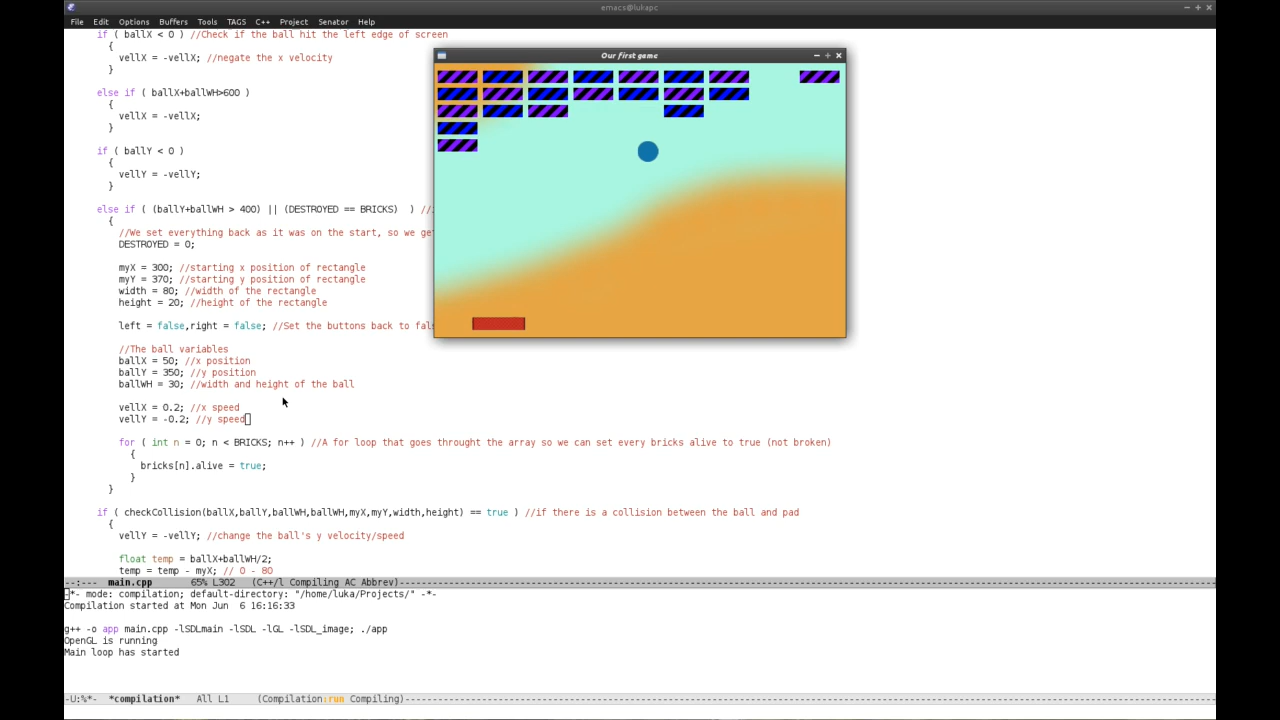 emacs@lukapc
File Edit Options Buffers Tools TAGS C++ Project Senator Help
if ( ballX < 0 ) //Check if the ball hit the left edge of screen
{
vellX = -vellX; //negate the x velocity
}
Our first game
else if ( ballX+ballWH>600 )
{
vellX = -vellX;
}
if ( ballY < 0 )
{
vellY = -vellY;
}
else if ( (ballY+ballWH > 400) || (DESTROYED == BRICKS) ) //
{
//We set everything back as it was on the start, so we get
DESTROYED = 0;
myX = 300; //starting x position of rectangle
myY = 370; //starting y position of rectangle
width = 80; //width of the rectangle
height = 20; //height of the rectangle
left = false,right = false; //Set the buttons back to fals
//The ball variables
ballX = 50; //x position
ballY = 350; //y position
ballWH = 30; //width and height of the ball
vellX = 0.2; //x speed
vellY = -0.2; //y speed
for ( int n = 0; n < BRICKS; n++ ) //A for loop that goes throught the array so we can set every bricks alive to true (not broken)
{
bricks[n].alive = true;
}
}
if ( checkCollision(ballX,ballY,ballWH,ballWH,myX,myY,width,height) == true ) //if there is a collision between the ball and pad
{
vellY = -vellY; //change the ball's y velocity/speed
float temp = ballX+ballWH/2;
temp = temp - myX; // 0 - 80
--:--- main.cpp 65% L302 (C++/l Compiling AC Abbrev)
-*- mode: compilation; default-directory: "/home/luka/Projects/" -*-
Compilation started at Mon Jun 6 16:16:33
g++ -o app main.cpp -lSDLmain -lSDL -lGL -lSDL_image; ./app
OpenGL is running
Main loop has started
-U:%*- *compilation* All L1 (Compilation:run Compiling)